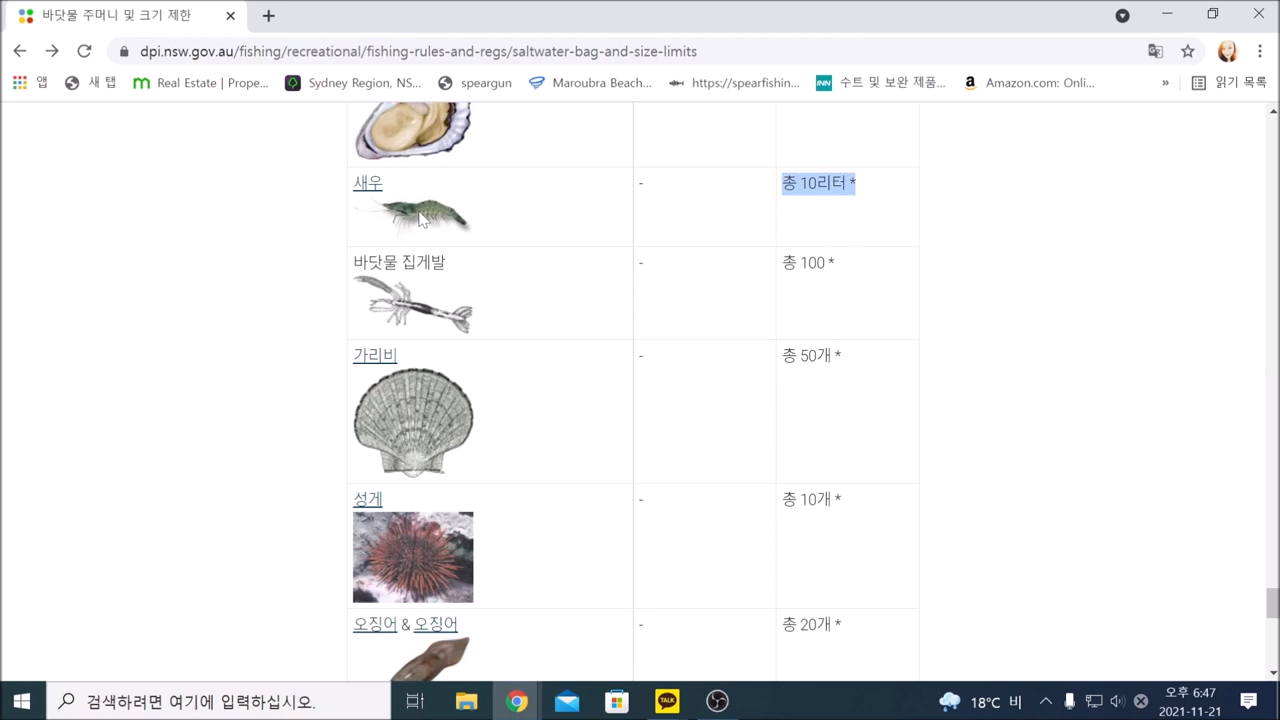 바닷물 주머니 및 크기 제한
dpi.nsw.gov.au/fishing/recreational/fishing-rules-and-regs/saltwater-bag-and-size-limits
앱 새 탭 Real Estate | Prope... Sydney Region, NS... speargun Maroubra Beach... https://spearfishin... 수트 및 보완 제품... Amazon.com: Onli... » 읽기 목록
새우 - 총 10리터 *
바닷물 집게발 - 총 100 *
가리비 - 총 50개 *
성게 - 총 10개 *
오징어 & 오징어 - 총 20개 *
검색하려면 여기에 입력하십시오.
TALK
18°C 비
오후 6:47
2021-11-21